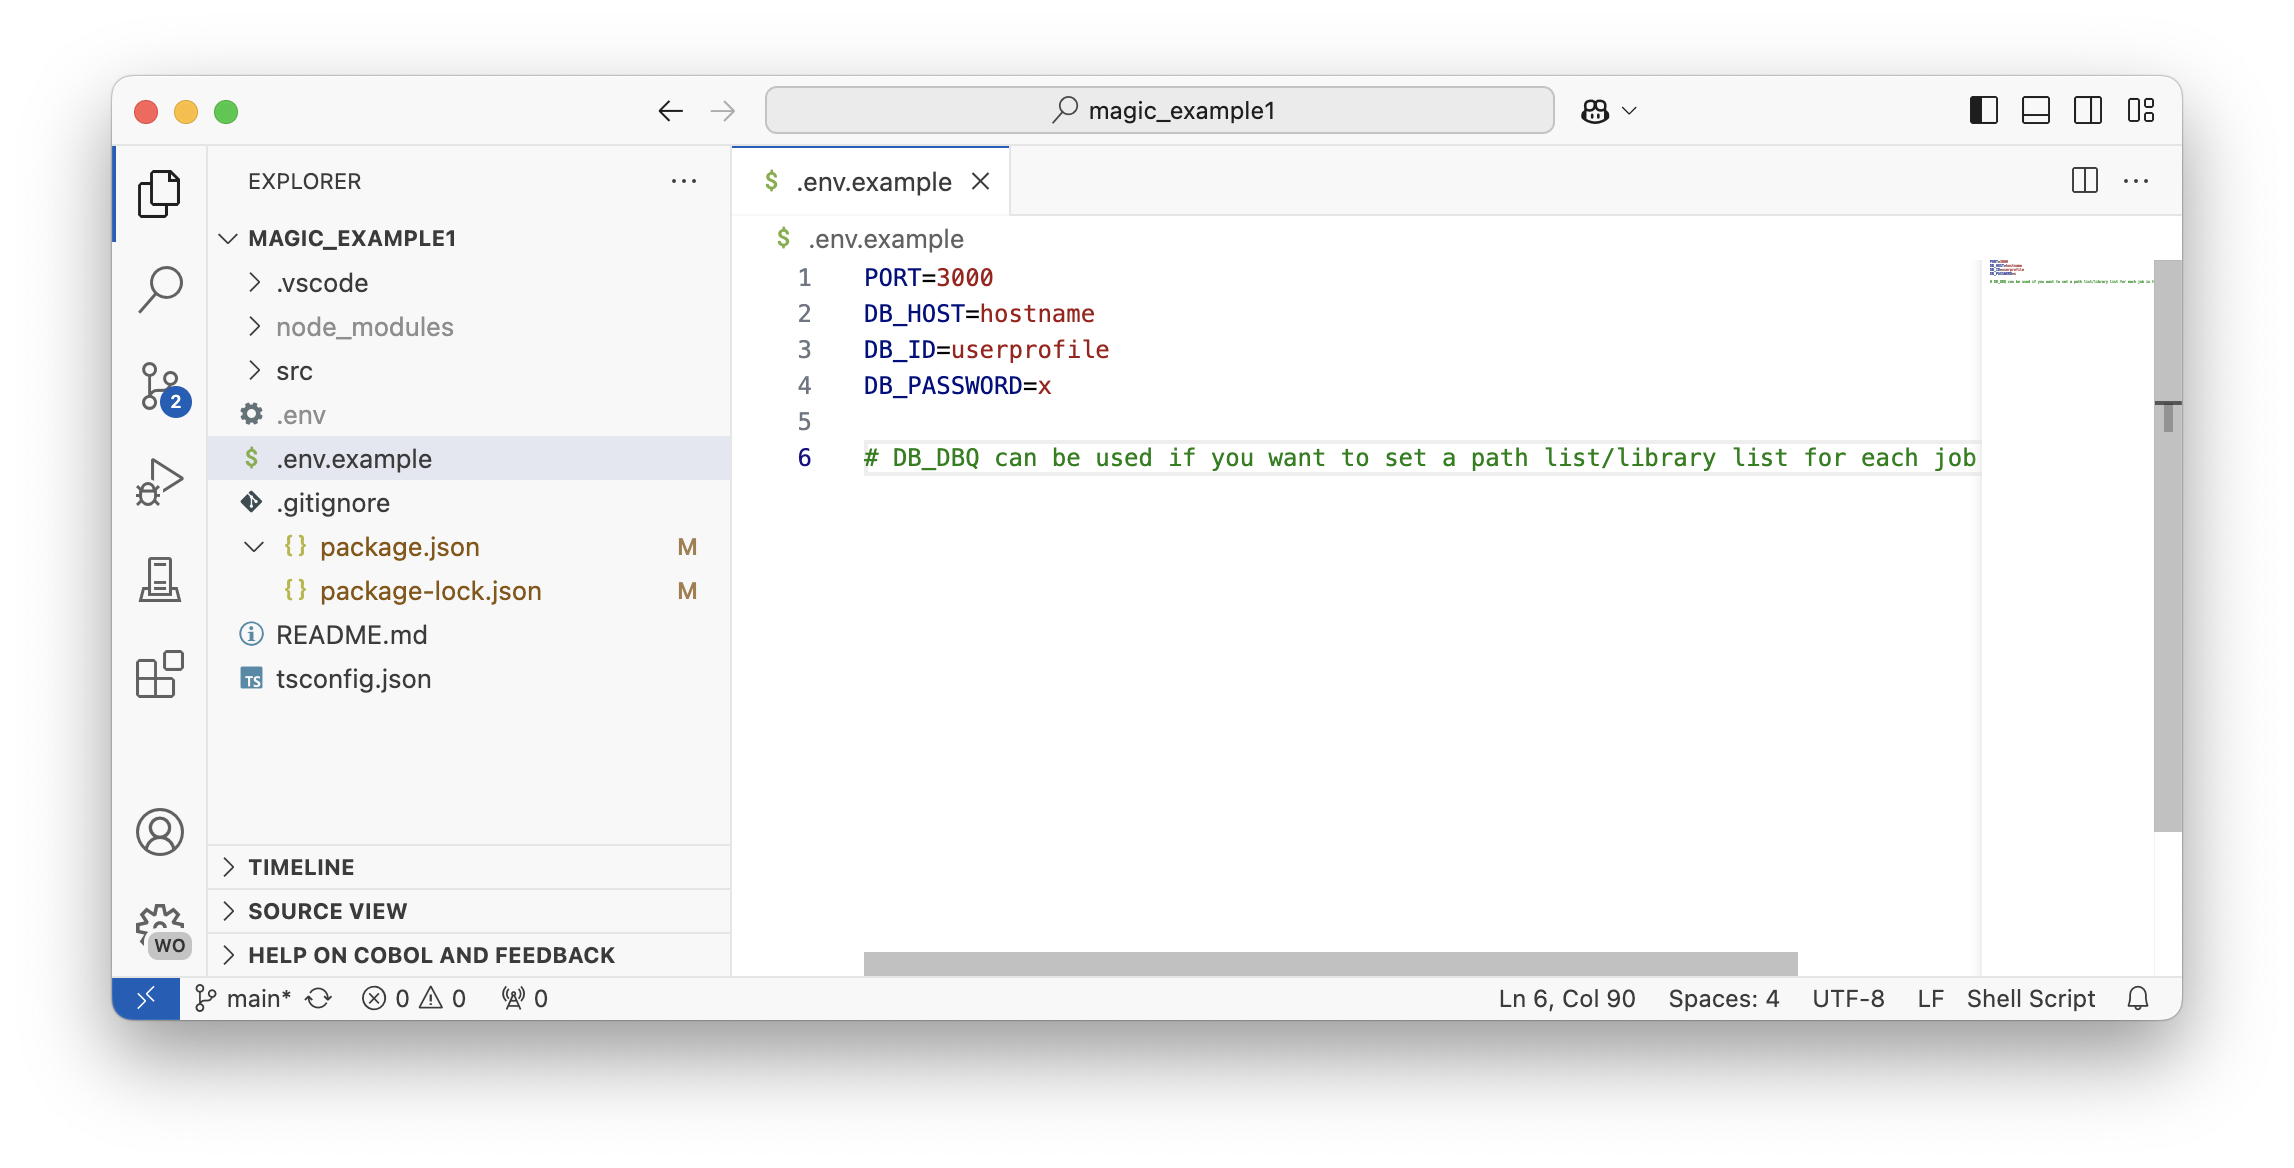 magic_example1
EXPLORER
MAGIC_EXAMPLE1
.vscode
node_modules
src
.env
.env.example
.gitignore
package.json M
package-lock.json M
README.md
tsconfig.json
TIMELINE
SOURCE VIEW
HELP ON COBOL AND FEEDBACK
2
WO
.env.example
.env.example
1 PORT=3000
2 DB_HOST=hostname
3 DB_ID=userprofile
4 DB_PASSWORD=x
5
6 # DB_DBQ can be used if you want to set a path list/library list for each job
main* 0 0 0
Ln 6, Col 90 Spaces: 4 UTF-8 LF Shell Script